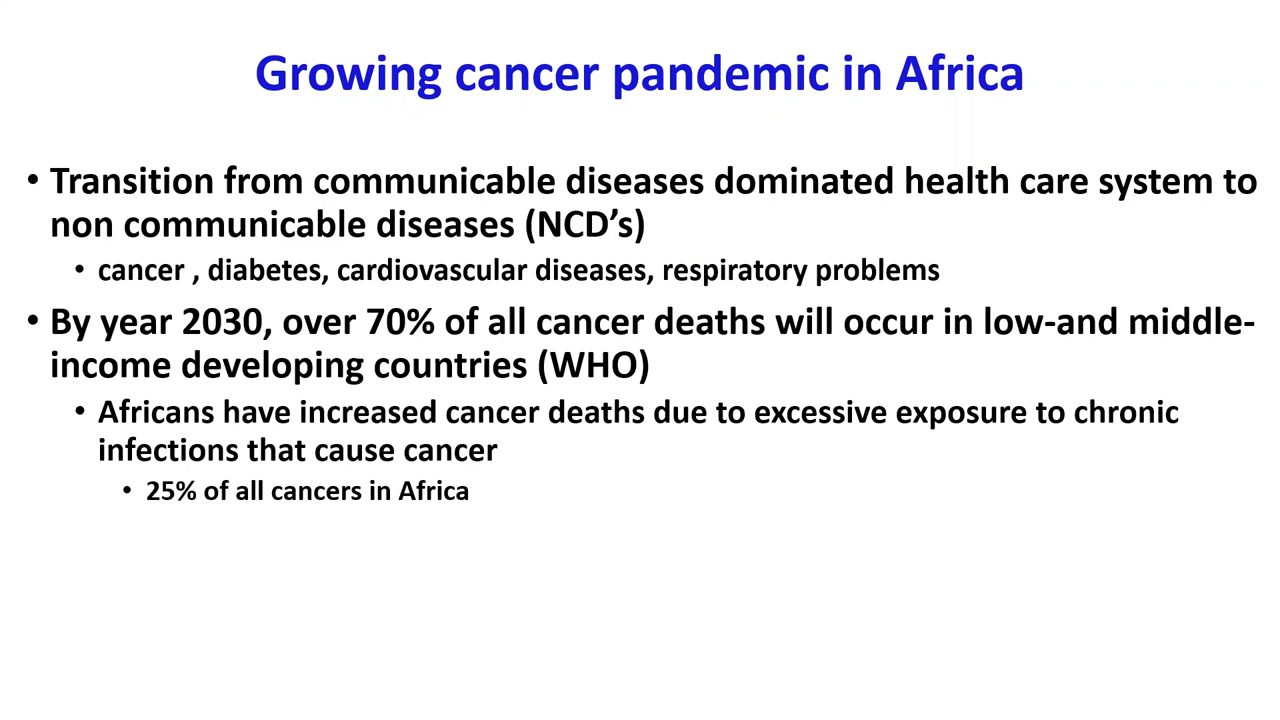 Growing cancer pandemic in Africa
• Transition from communicable diseases dominated health care system to
non communicable diseases (NCD’s)
• cancer , diabetes, cardiovascular diseases, respiratory problems
• By year 2030, over 70% of all cancer deaths will occur in low-and middle-
income developing countries (WHO)
• Africans have increased cancer deaths due to excessive exposure to chronic
infections that cause cancer
• 25% of all cancers in Africa